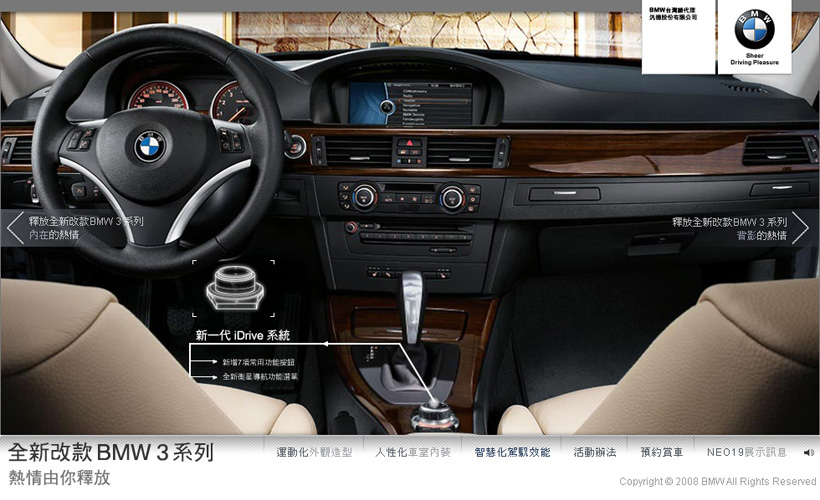 BMW台灣總代理
汎德股份有限公司
BMW
Sheer
Driving Pleasure
釋放全新改款BMW 3 系列
內在的熱情
釋放全新改款BMW 3 系列
背影的熱情
新一代 iDrive 系統
新增7項常用功能按鈕
全新衛星導航功能選單
全新改款 BMW 3 系列
熱情由你釋放
運動化外觀造型
人性化車室內裝
智慧化駕馭效能
活動辦法
預約賞車
NEO19展示訊息
Copyright © 2008 BMW All Rights Reserved